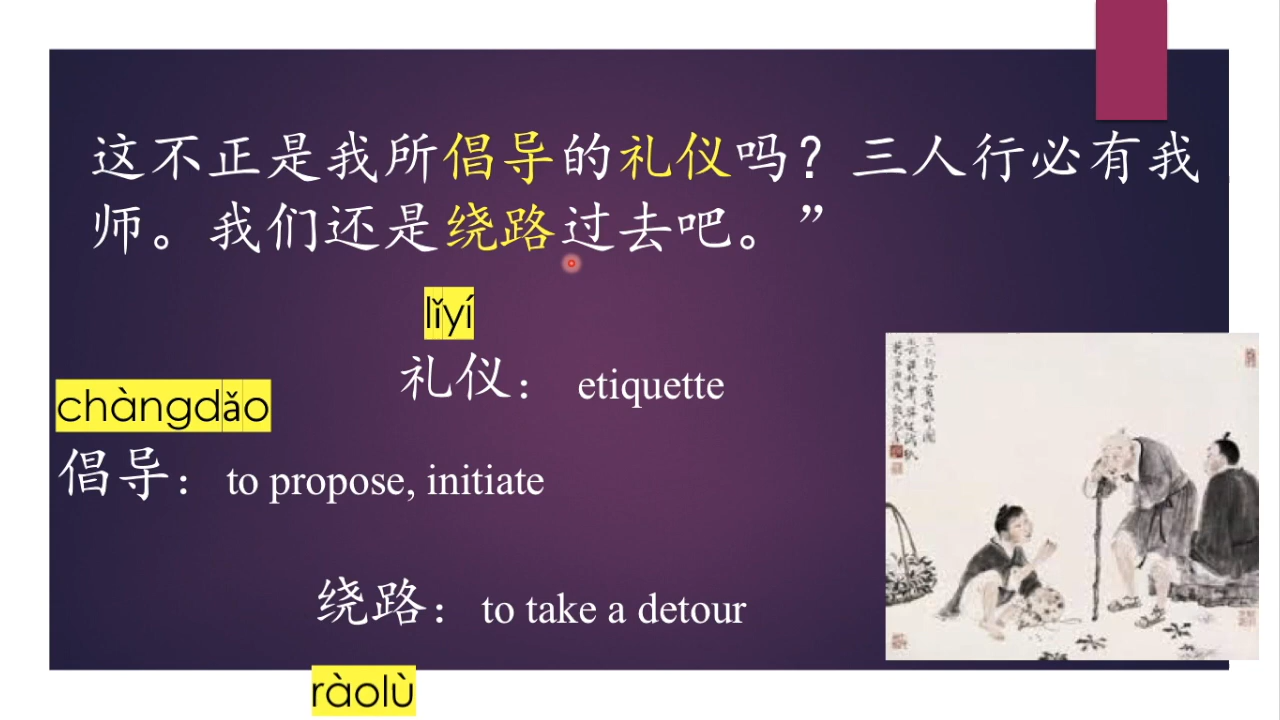 这不正是我所倡导的礼仪吗？三人行必有我
师。我们还是绕路过去吧。”
lǐyí
礼仪： etiquette
chàngdǎo
倡导：to propose, initiate
绕路：to take a detour
ràolù